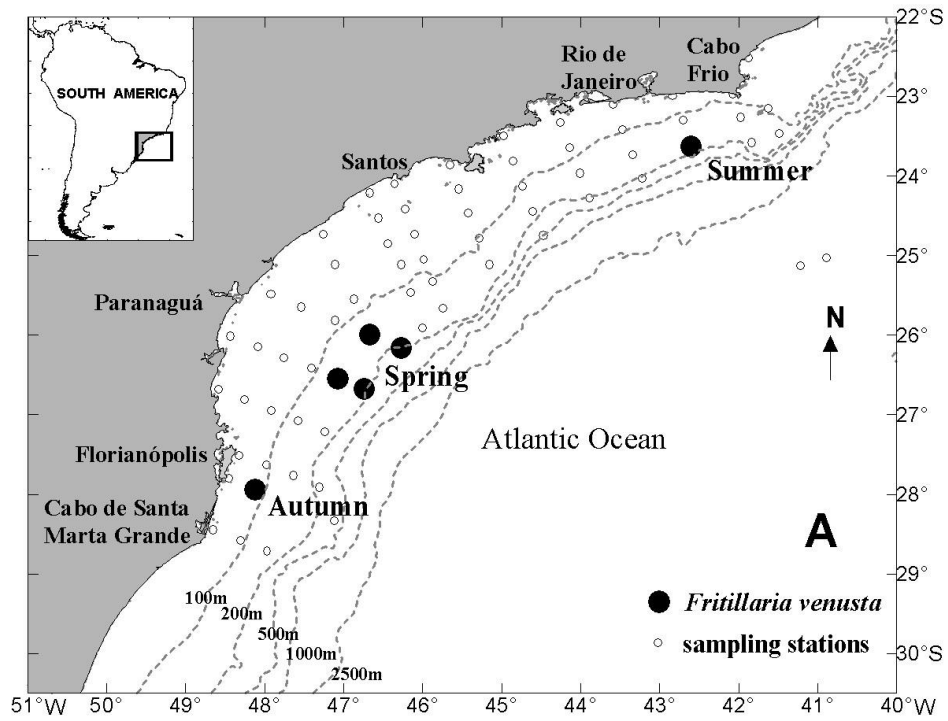 SOUTH AMERICA
Rio de
Janeiro
Cabo
Frio
22°S
23°
Santos
Summer
24°
25°
Paranaguá
N
26°
Spring
27°
Florianópolis
Atlantic Ocean
Cabo de Santa
Marta Grande
Autumn
28°
A
29°
100m
200m
500m
1000m
2500m
Fritillaria venusta
sampling stations
30°S
51°W
50°
49°
48°
47°
46°
45°
44°
43°
42°
41°
40°W